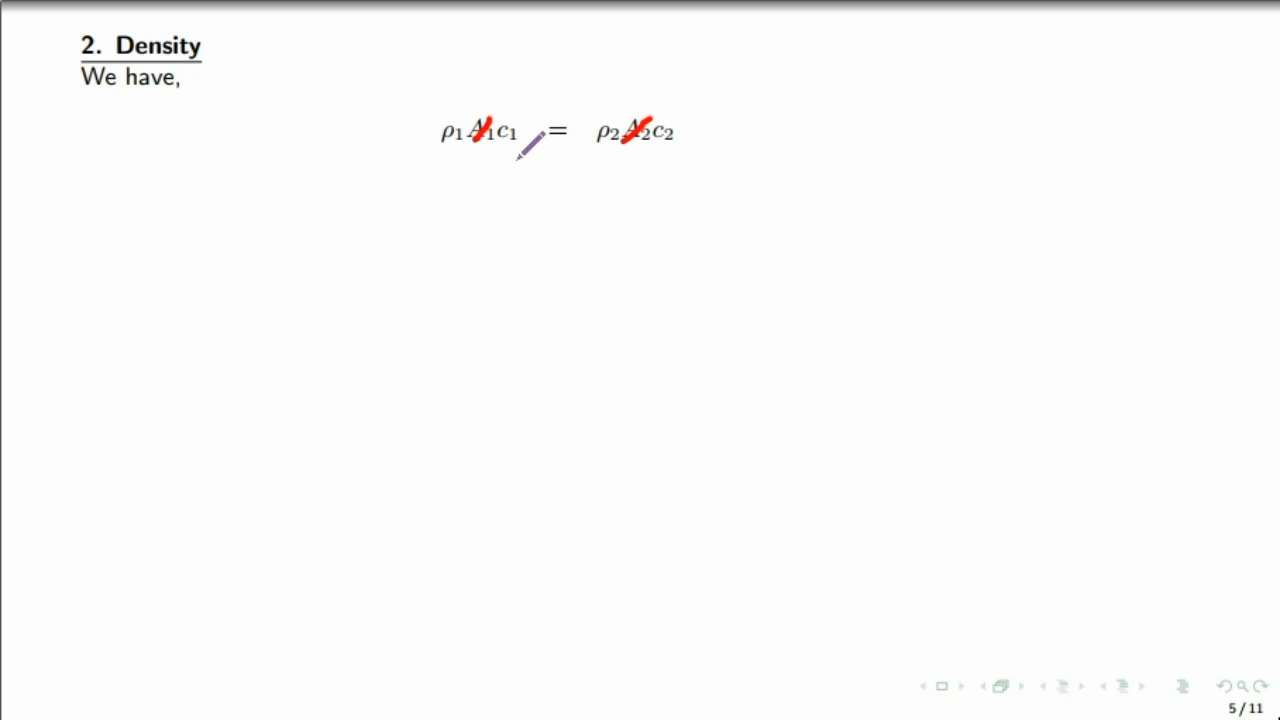 2. Density
We have,
ρ₁A₁c₁ = ρ₂A₂c₂
5 / 11